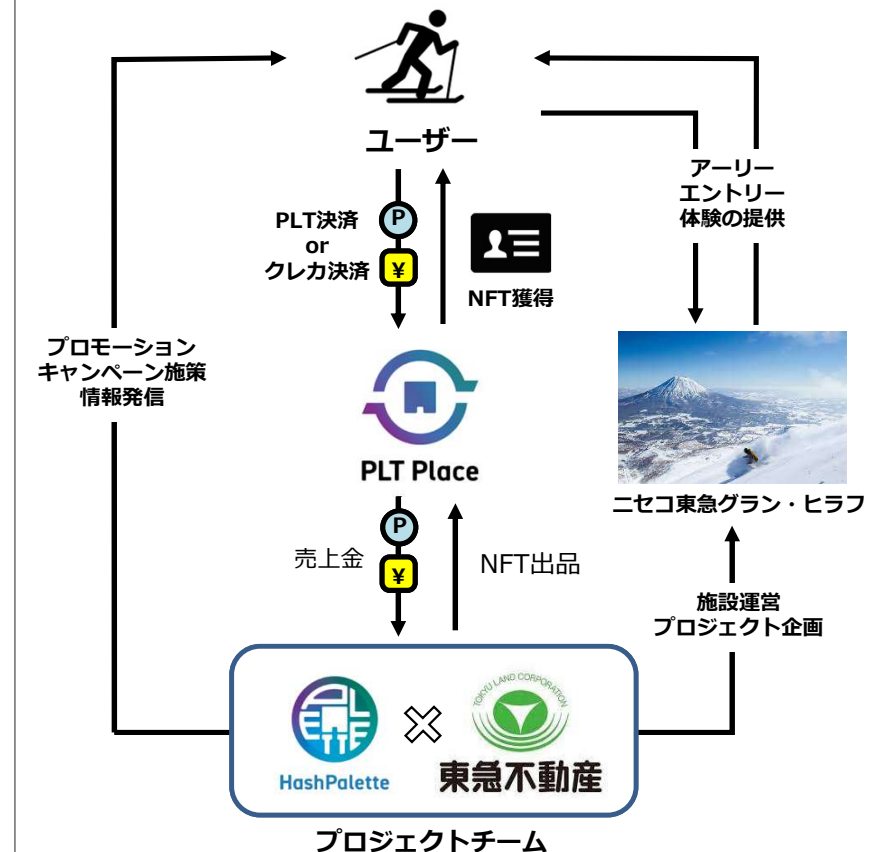 ユーザー
アーリー
エントリー
体験の提供
PLT決済
or
クレカ決済
P
¥
NFT獲得
プロモーション
キャンペーン施策
情報発信
PLT Place
ニセコ東急グラン・ヒラフ
売上金
P
¥
NFT出品
施設運営
プロジェクト企画
PALETTE
HashPalette
TOKYU LAND CORPORATION
東急不動産
プロジェクトチーム